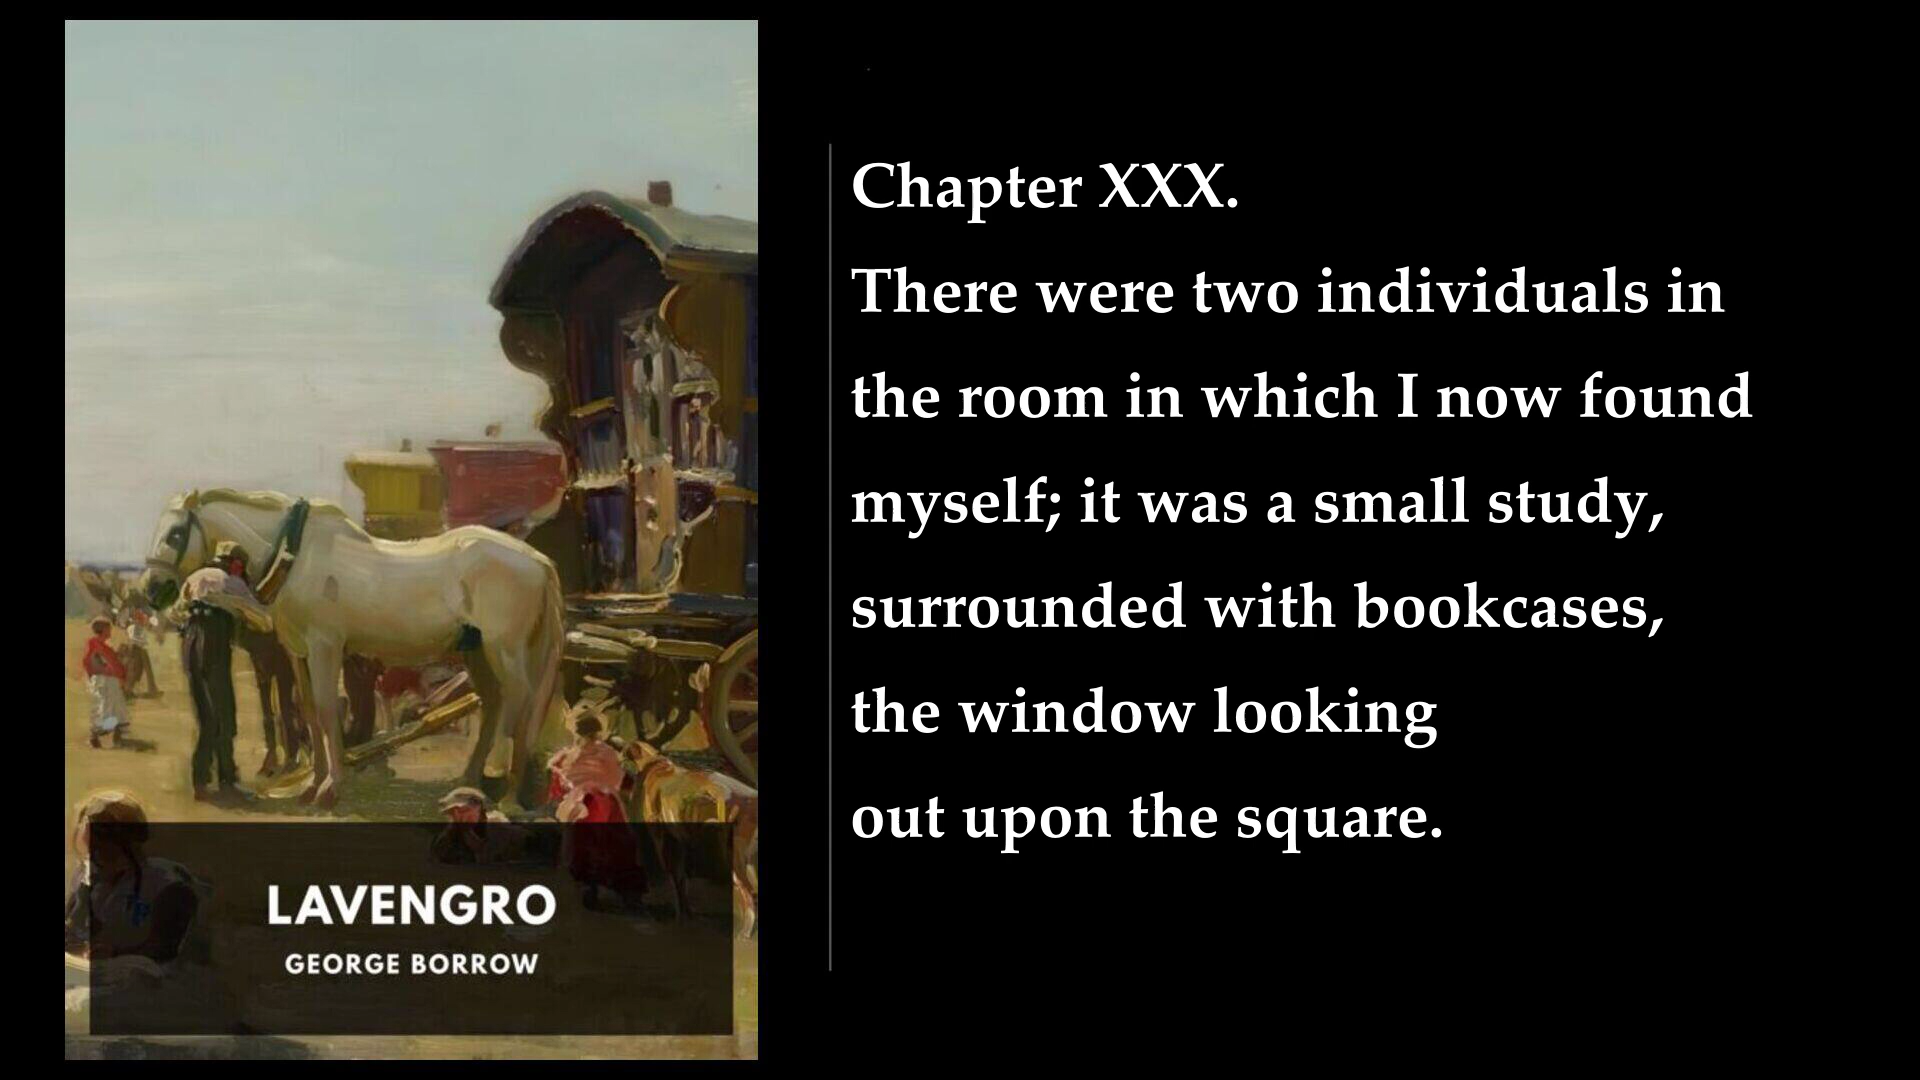 Chapter XXX.
There were two individuals in
the room in which I now found
myself; it was a small study,
surrounded with bookcases,
the window looking
out upon the square.
LAVENGRO
GEORGE BORROW